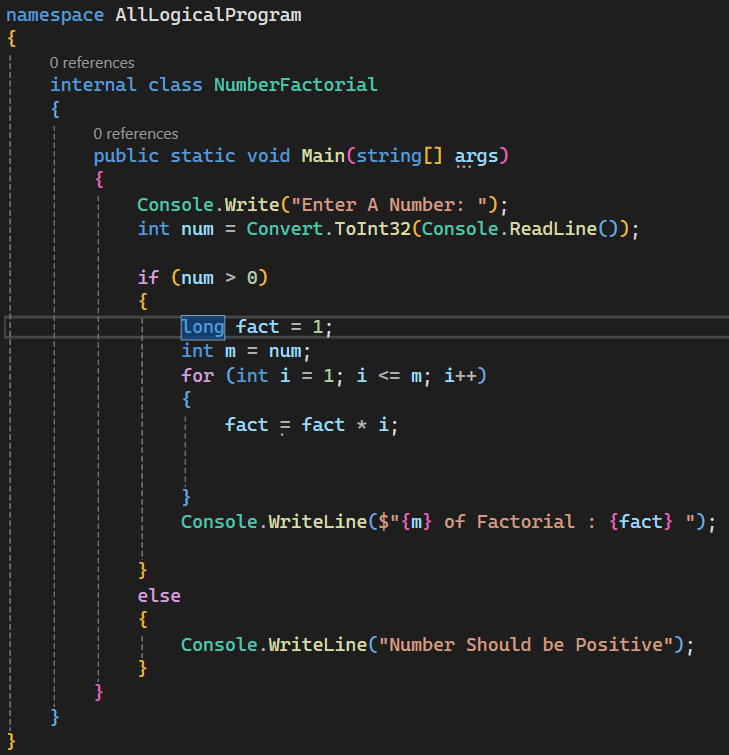 namespace AllLogicalProgram
{
0 references
internal class NumberFactorial
{
0 references
public static void Main(string[] args)
{
Console.Write("Enter A Number: ");
int num = Convert.ToInt32(Console.ReadLine());
if (num > 0)
{
long fact = 1;
int m = num;
for (int i = 1; i <= m; i++)
{
fact = fact * i;
}
Console.WriteLine($"{m} of Factorial : {fact} ");
}
else
{
Console.WriteLine("Number Should be Positive");
}
}
}
}